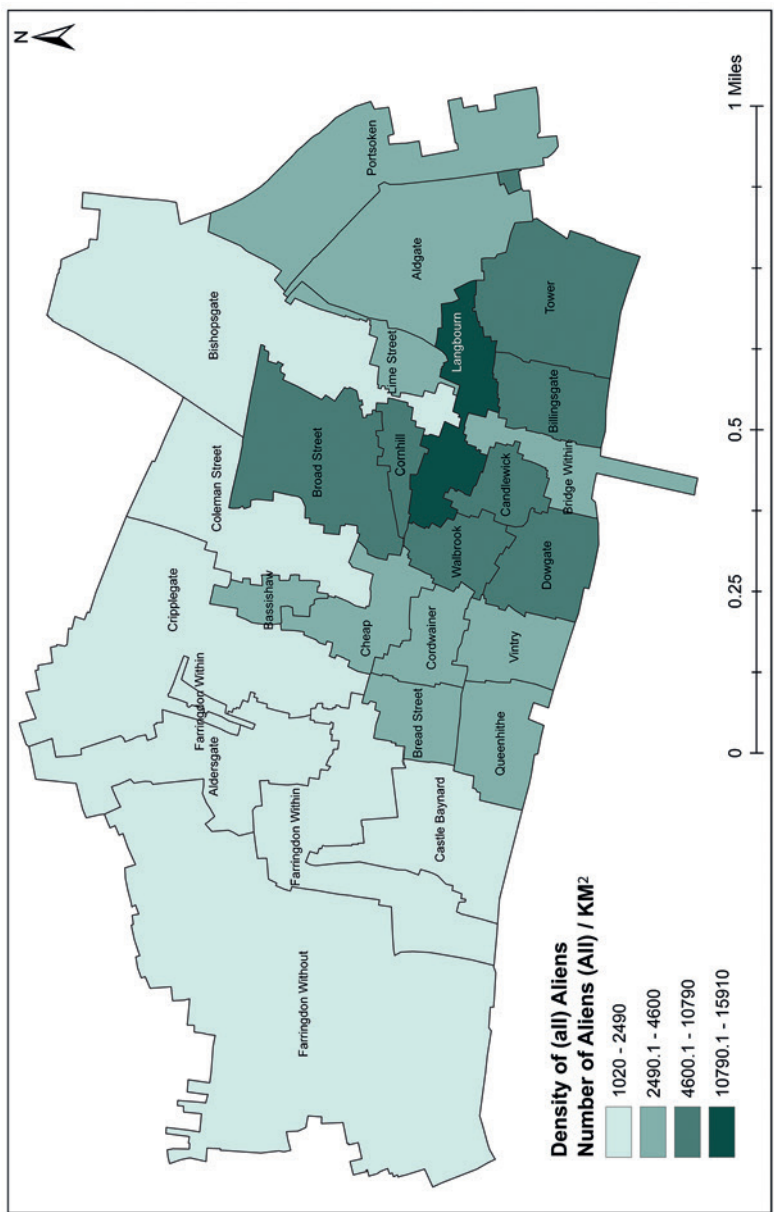 N
Portsoken
Bishopsgate
Aldgate
Tower
Langbourn
Lime Street
Billingsgate
Coleman Street
Broad Street
Cornhill
Candlewick
Bridge Within
Cripplegate
Bassishaw
Walbrook
Dowgate
Cheap
Cordwainer
Vintry
Farringdon Within
Aldersgate
Bread Street
Queenhithe
Farringdon Within
Castle Baynard
Farringdon Without
Density of (all) Aliens
Number of Aliens (All) / KM²
1020 - 2490
2490.1 - 4600
4600.1 - 10790
10790.1 - 15910
0 0.25 0.5 1 Miles